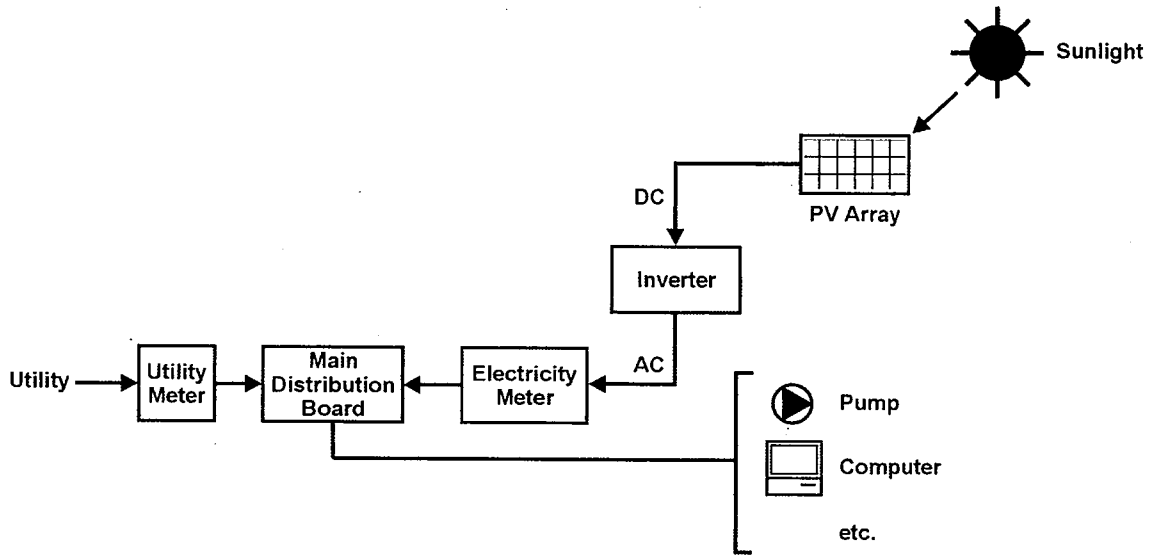 Sunlight
PV Array
DC
Inverter
AC
Utility
Utility
Meter
Main
Distribution
Board
Electricity
Meter
Pump
Computer
etc.